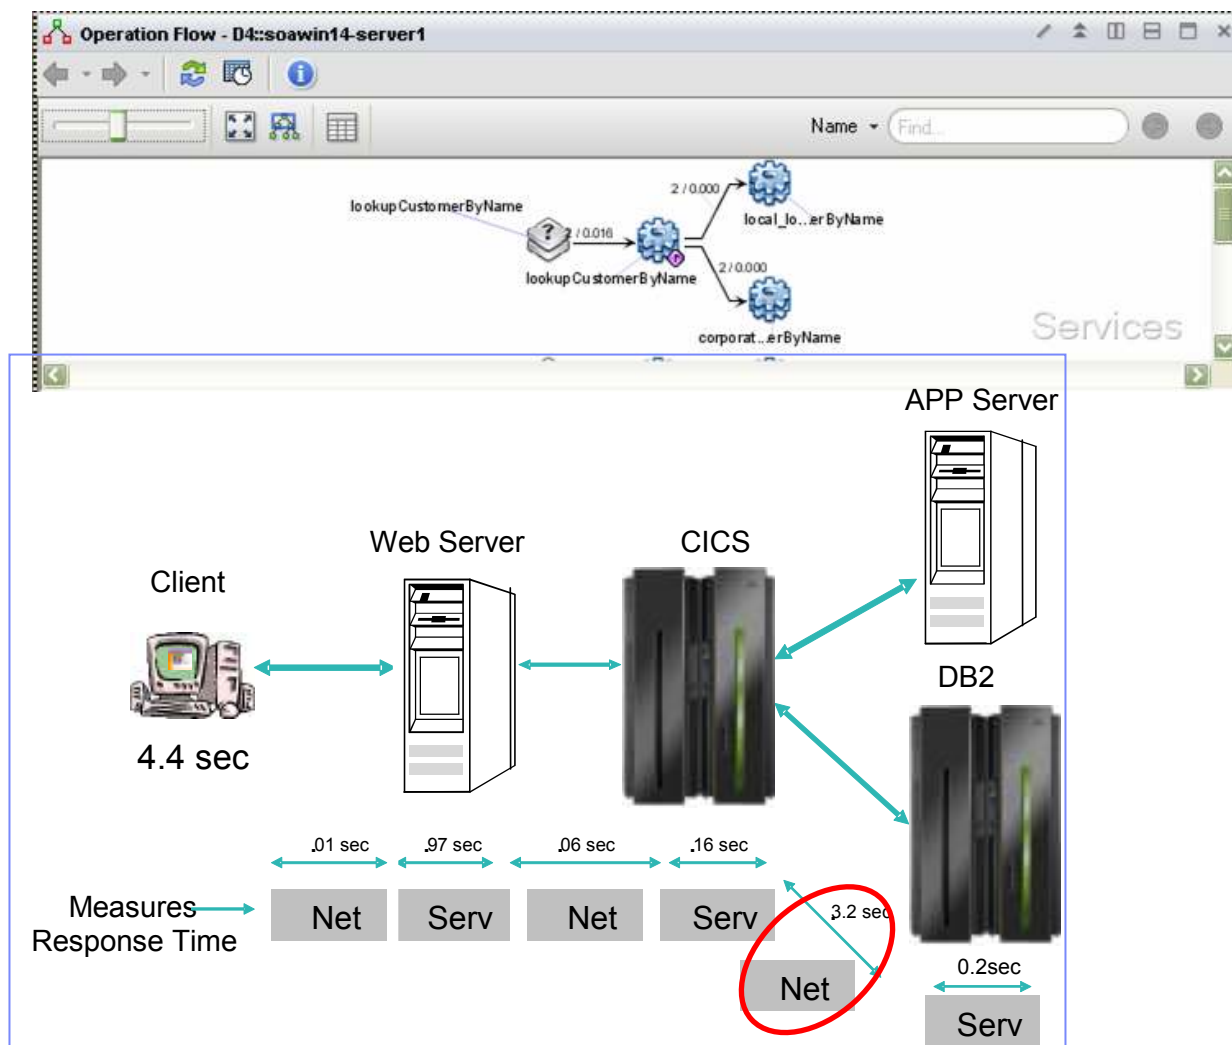 Operation Flow - D4::soawin14-server1
Name
Find...
lookupCustomerByName
2 / 0.016
lookupCustomerByName
2 / 0.000
local_lo...erByName
2 / 0.000
corporat...erByName
Services
APP Server
Web Server
CICS
Client
DB2
4.4 sec
.01 sec
.97 sec
.06 sec
.16 sec
Measures
Response Time
Net
Serv
Net
Serv
.3.2 sec
Net
0.2sec
Serv